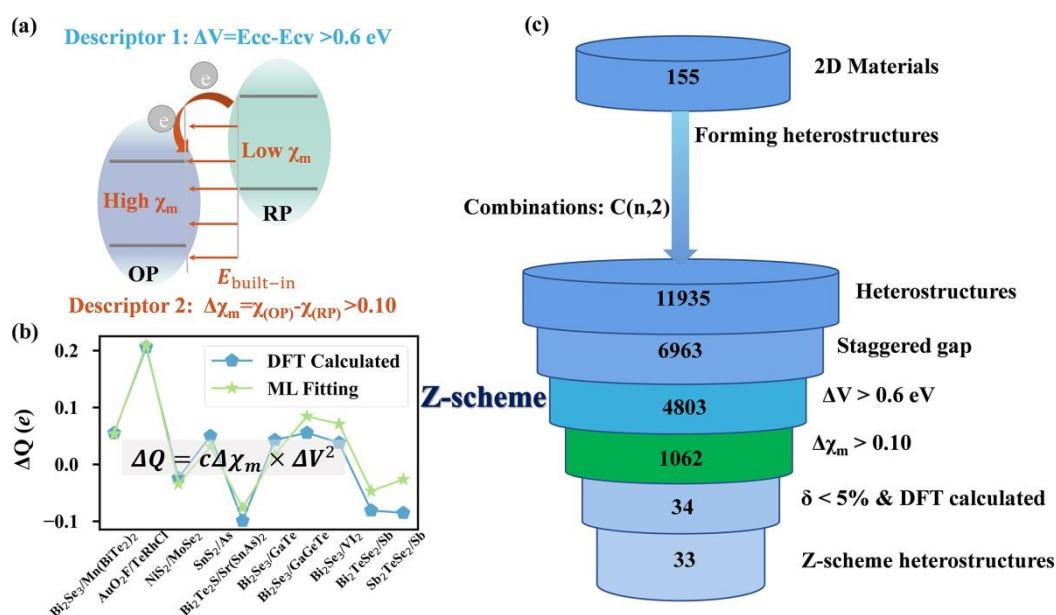 (a)
Descriptor 1: ΔV=Ecc-Ecv >0.6 eV
e
e
Low χₘ
High χₘ
RP
OP
E_built−in
Descriptor 2: Δχₘ=χ(OP)-χ(RP) >0.10
(b)
0.2
0.1
0.0
−0.1
ΔQ (e)
DFT Calculated
ML Fitting
ΔQ = cΔχₘ × ΔV²
Bi₂Se₃/Mn(BiTe₂)₂
AuO₂F/TeRhCl
NiS₂/MoSe₂
SnS₂/As
Bi₂Te₂S/Sr(SnAs)₂
Bi₂Se₃/GaTe
Bi₂Se₃/GaGeTe
Bi₂Se₃/VI₂
Bi₂TeSe₂/Sb
Sb₂TeSe₂/Sb
(c)
155
2D Materials
Forming heterostructures
Combinations: C(n,2)
11935
Heterostructures
6963
Staggered gap
Z-scheme
4803
ΔV > 0.6 eV
1062
Δχₘ > 0.10
34
δ < 5% & DFT calculated
33
Z-scheme heterostructures